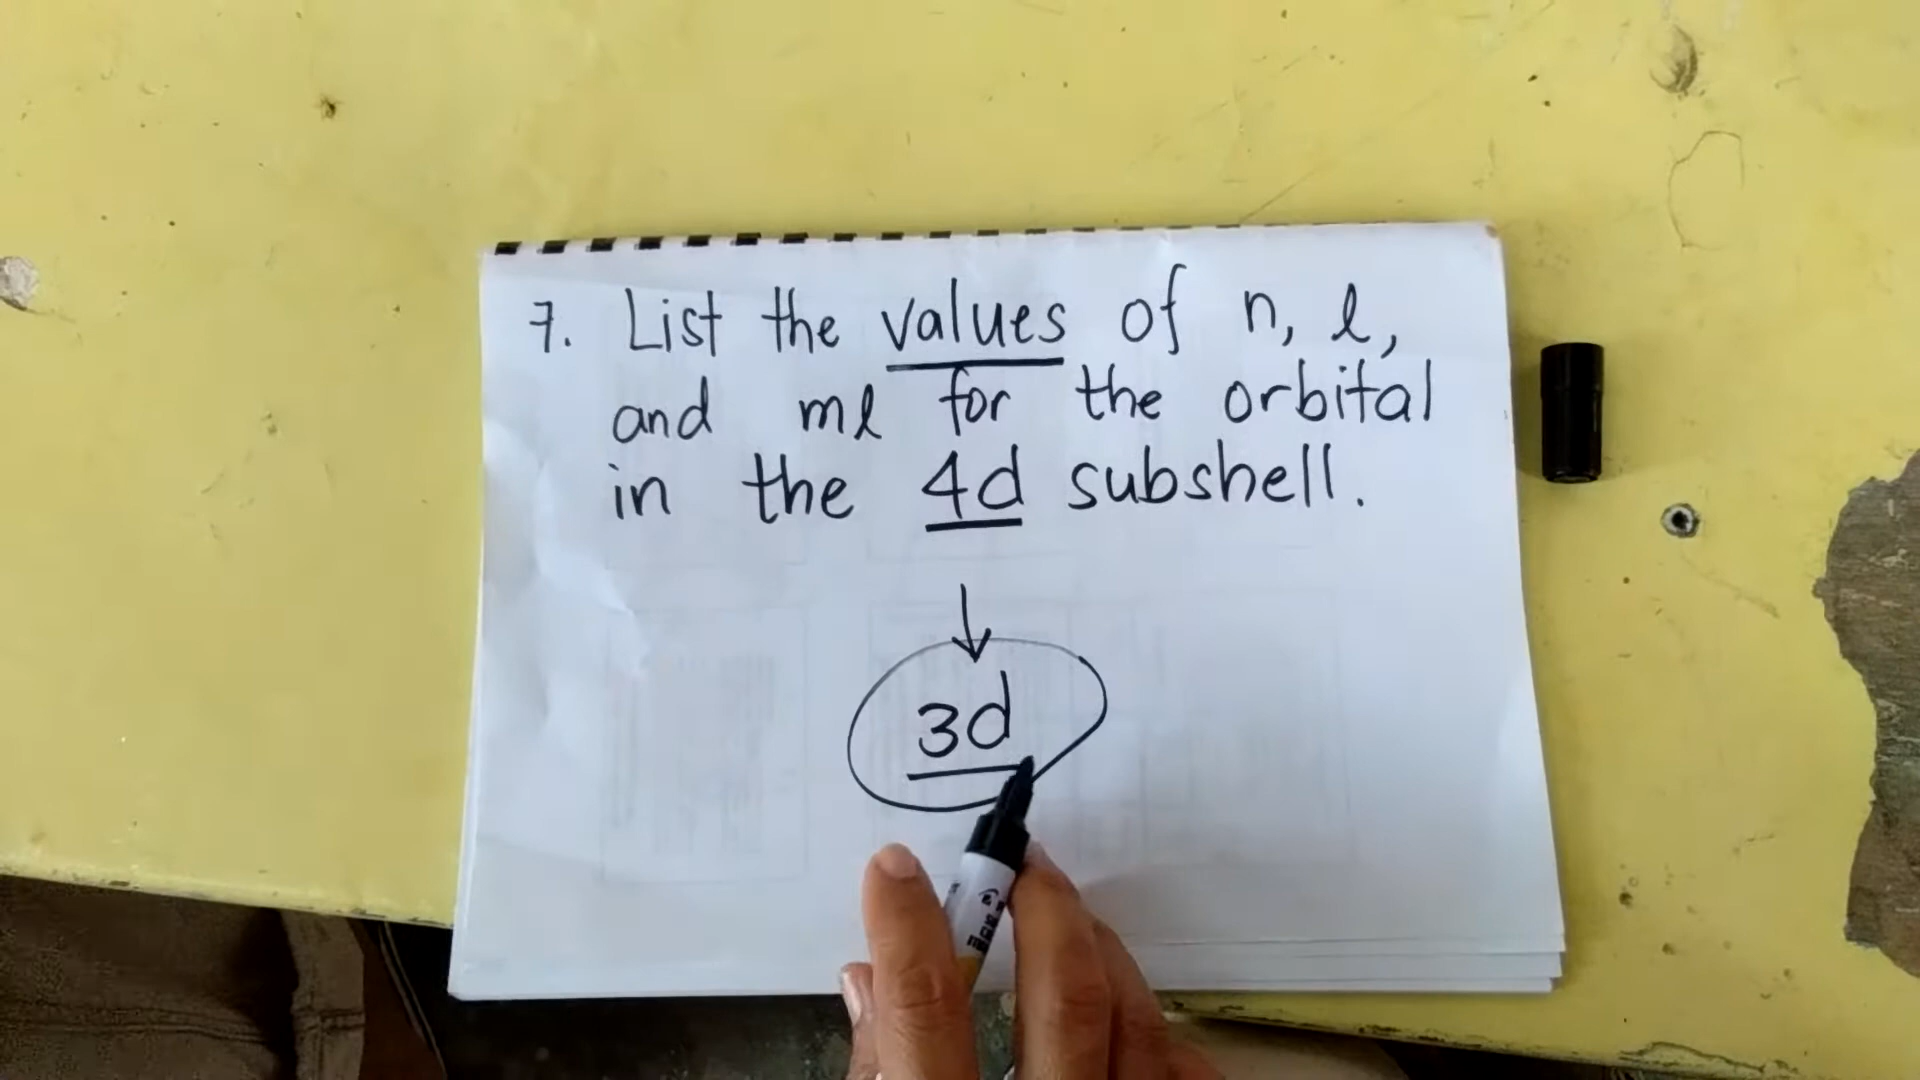 7. List the values of n, l,
and ml for the orbital
in the 4d subshell.
3d